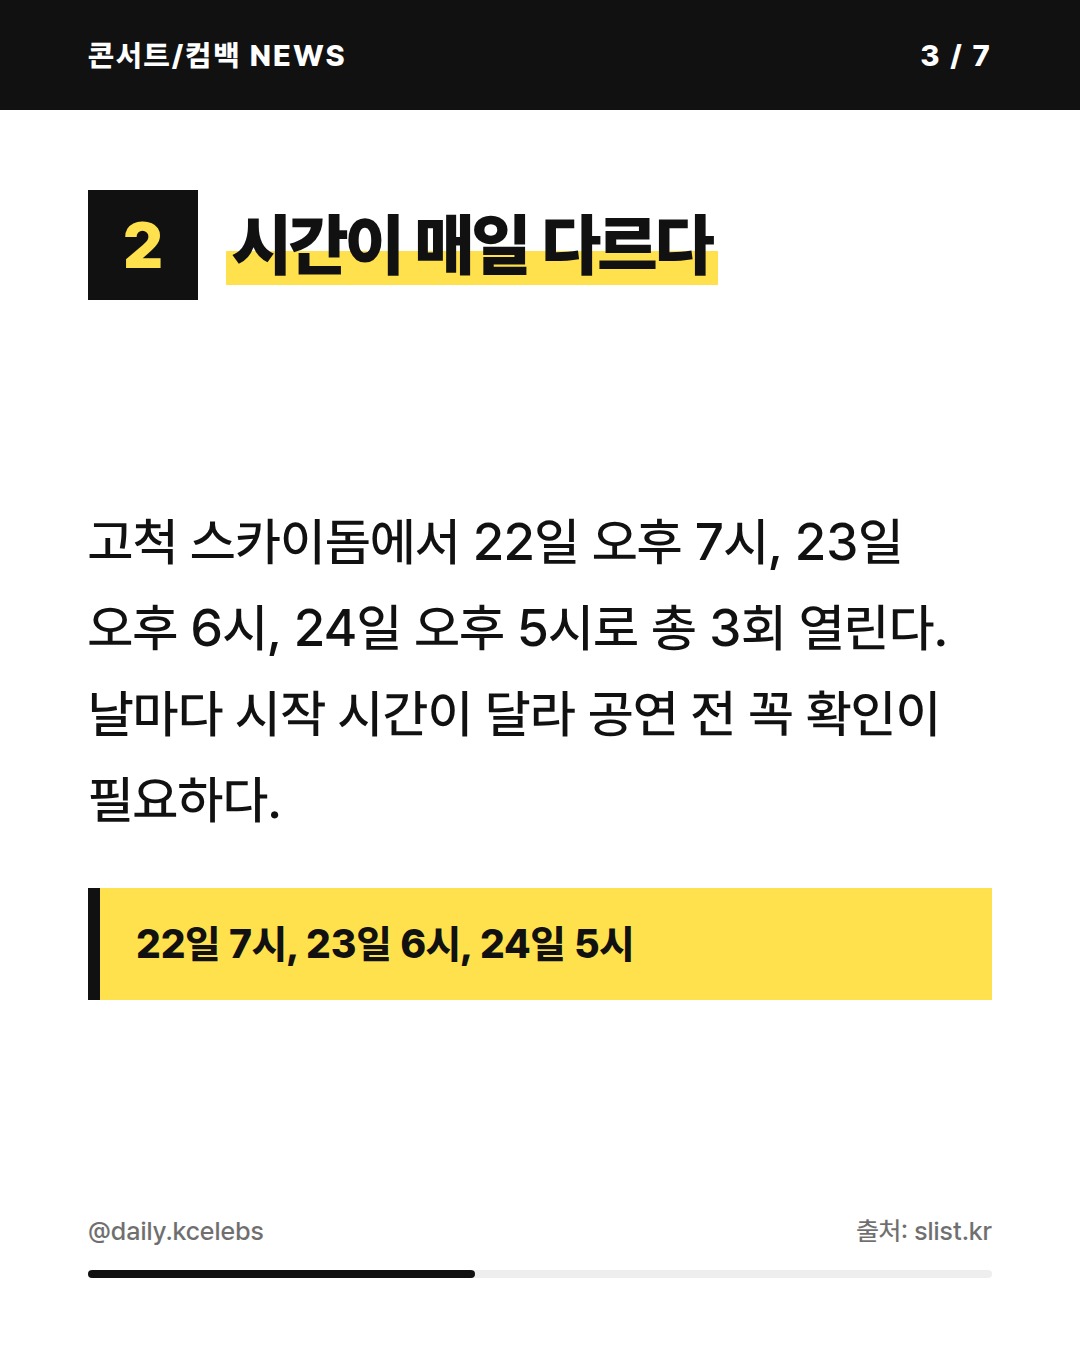 콘서트/컴백 NEWS
3 / 7
2
시간이 매일 다르다
고척 스카이돔에서 22일 오후 7시, 23일
오후 6시, 24일 오후 5시로 총 3회 열린다.
날마다 시작 시간이 달라 공연 전 꼭 확인이
필요하다.
22일 7시, 23일 6시, 24일 5시
@daily.kcelebs
출처: slist.kr